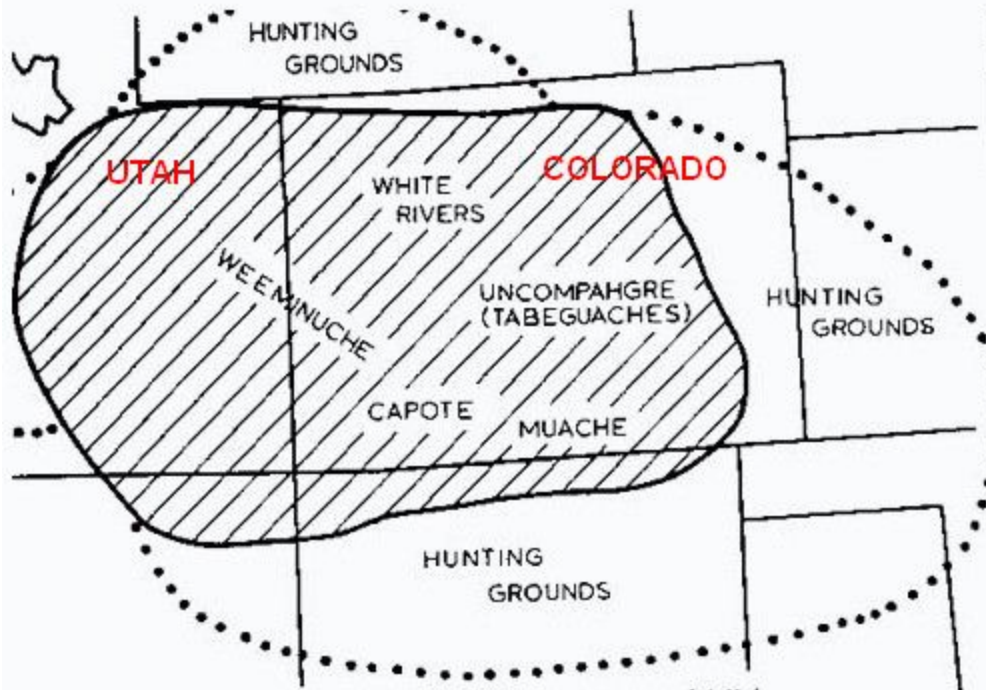 HUNTING
GROUNDS
UTAH
COLORADO
WHITE
RIVERS
WEEMINUCHE
UNCOMPAHGRE
(TABEGUACHES)
HUNTING
GROUNDS
CAPOTE
MUACHE
HUNTING
GROUNDS